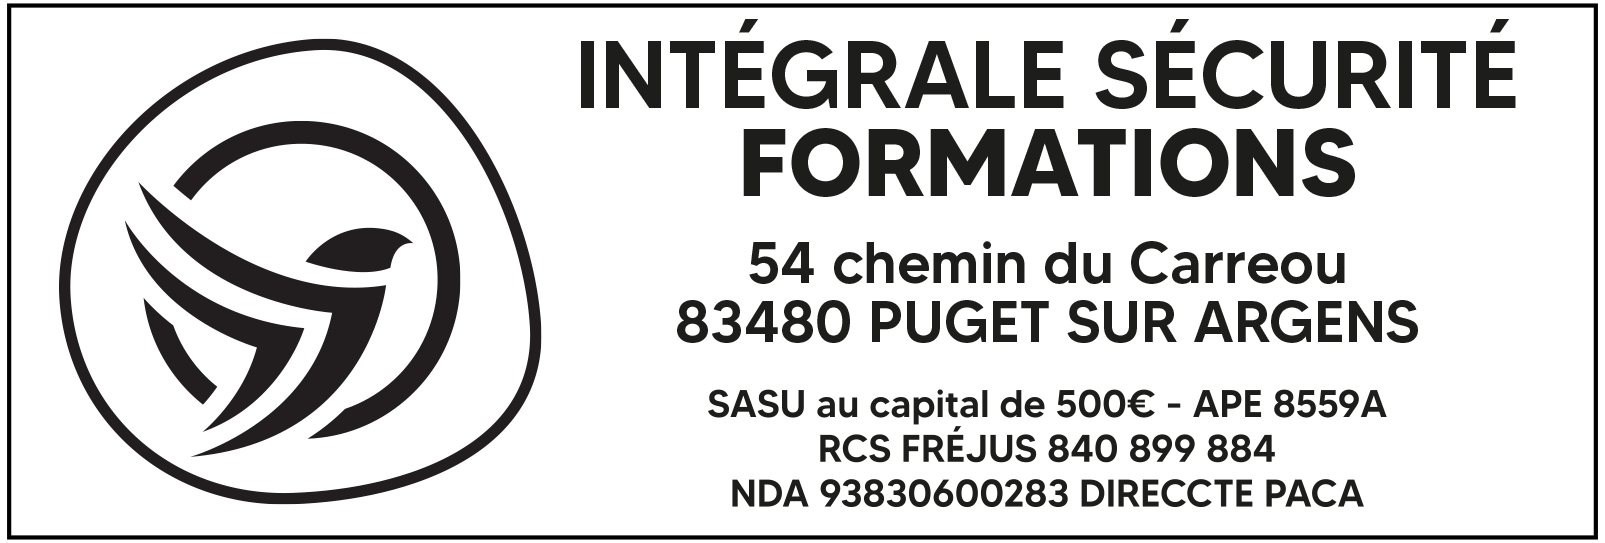 INTÉGRALE SÉCURITÉ
FORMATIONS
54 chemin du Carreou
83480 PUGET SUR ARGENS
SASU au capital de 500€ - APE 8559A
RCS FRÉJUS 840 899 884
NDA 93830600283 DIRECCTE PACA